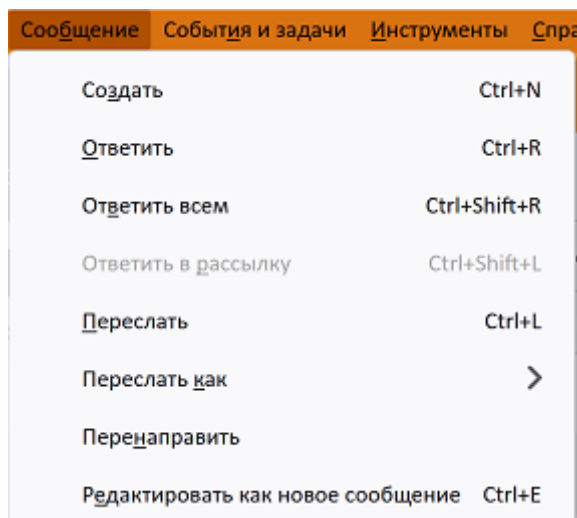 Сообщение События и задачи Инструменты Спра
Создать Ctrl+N
Ответить Ctrl+R
Ответить всем Ctrl+Shift+R
Ответить в рассылку Ctrl+Shift+L
Переслать Ctrl+L
Переслать как
Перенаправить
Редактировать как новое сообщение Ctrl+E